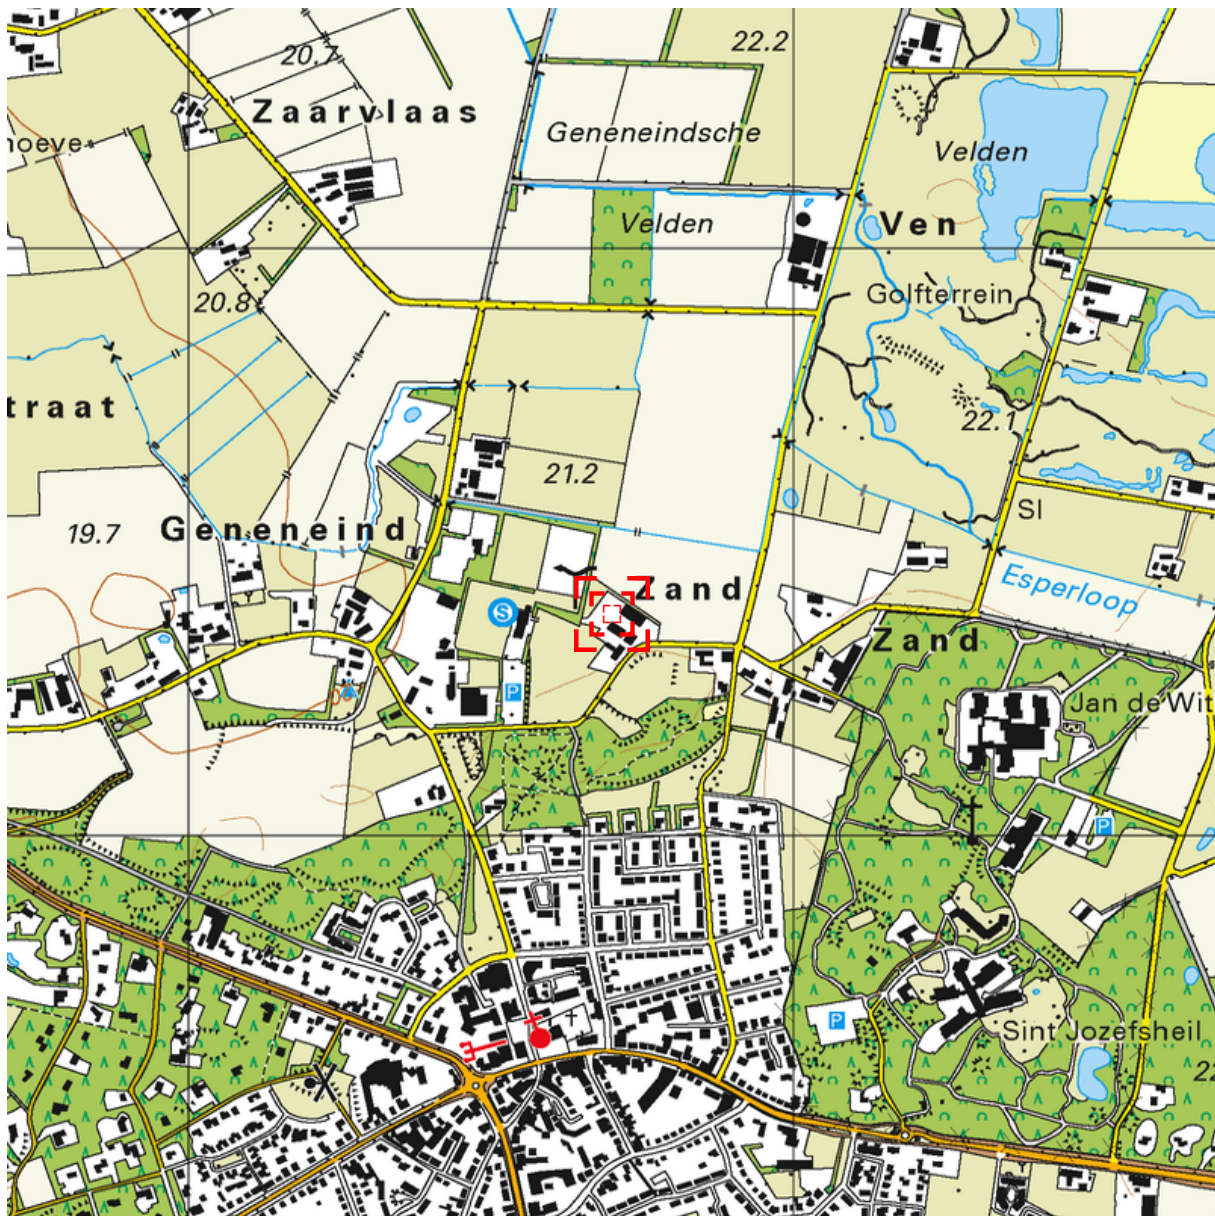 22.2
20.7
Zaarvlaas
Geneneindsche
hoeve
Velden
Velden
Ven
20.8
Golfterrein
traat
22.1
21.2
Sl
19.7
Geneneind
Esperloop
Zand
S
Zand
P
Jan de Wit
P
P
Sint Jozefsheil